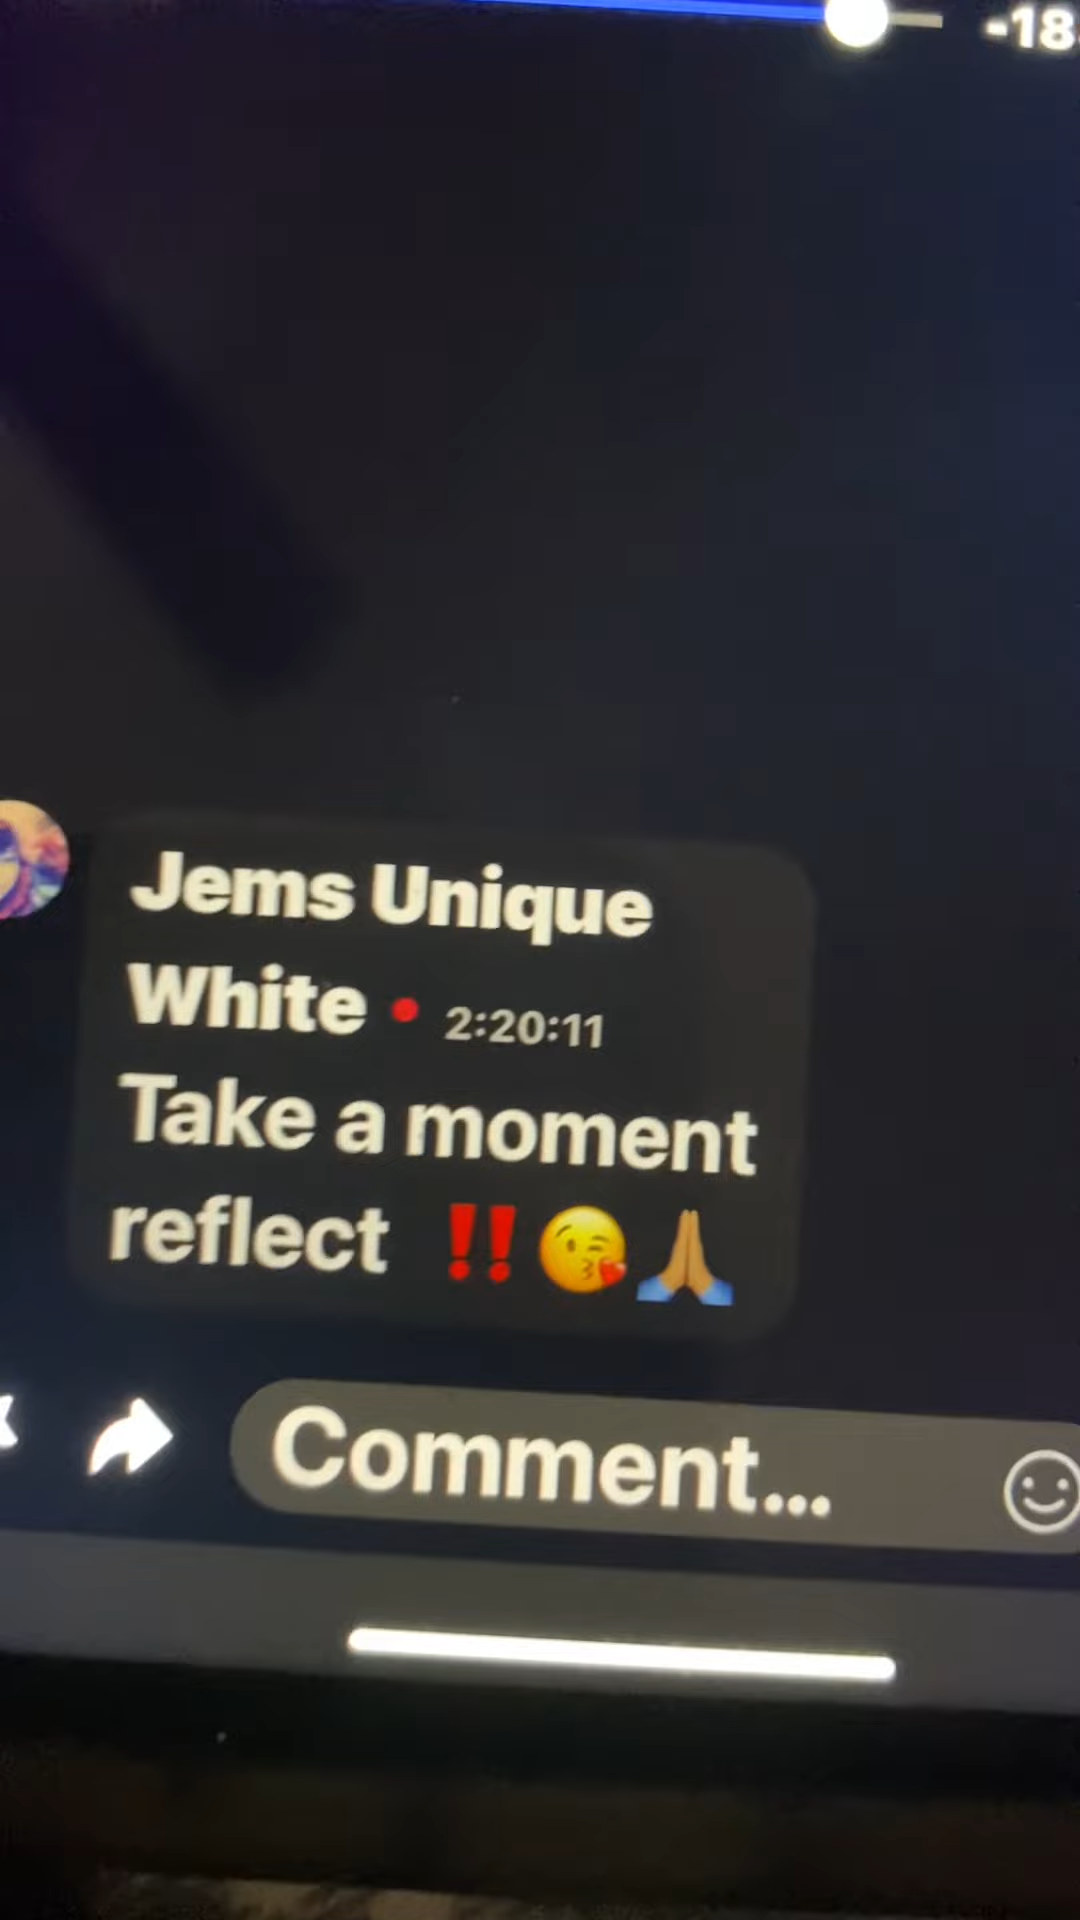 -18
Jems Unique
White • 2:20:11
Take a moment
reflect ‼️😘🙏🏽
Comment...